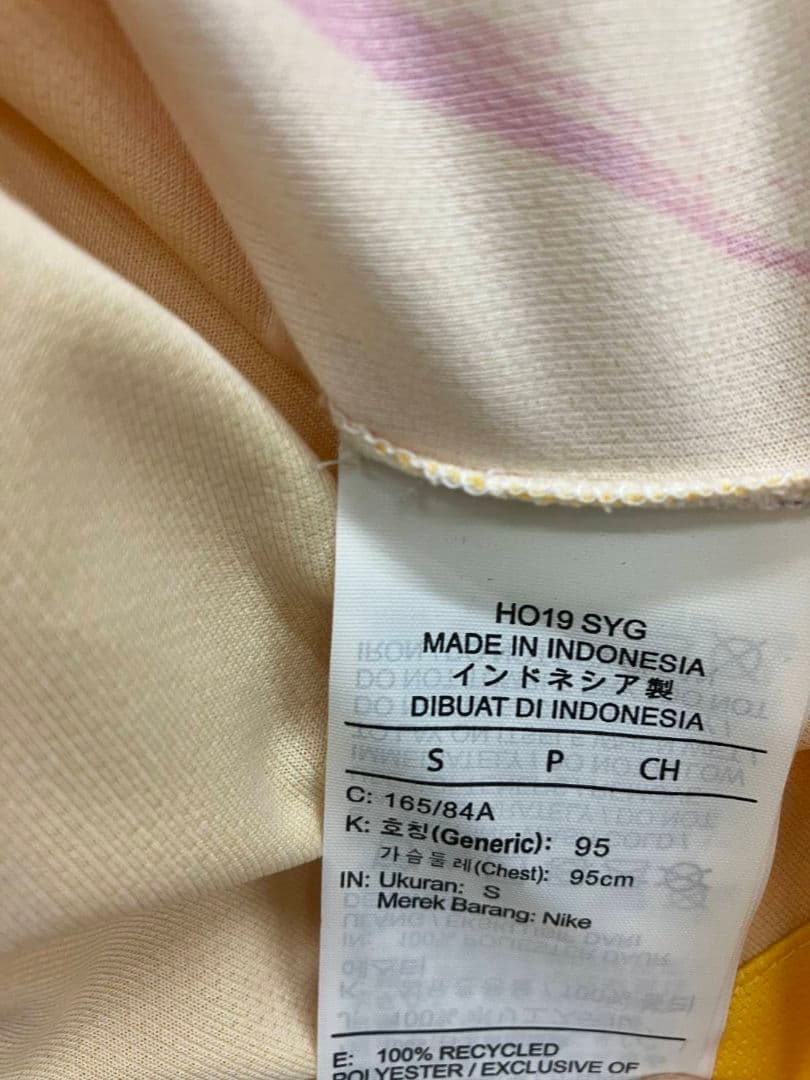 HO19 SYG
MADE IN INDONESIA
インドネシア製
DIBUAT DI INDONESIA
S P CH
C: 165/84A
K: 호칭(Generic): 95
가슴둘레(Chest): 95cm
IN: Ukuran: S
Merek Barang: Nike
E: 100% RECYCLED
POLYESTER / EXCLUSIVE OF